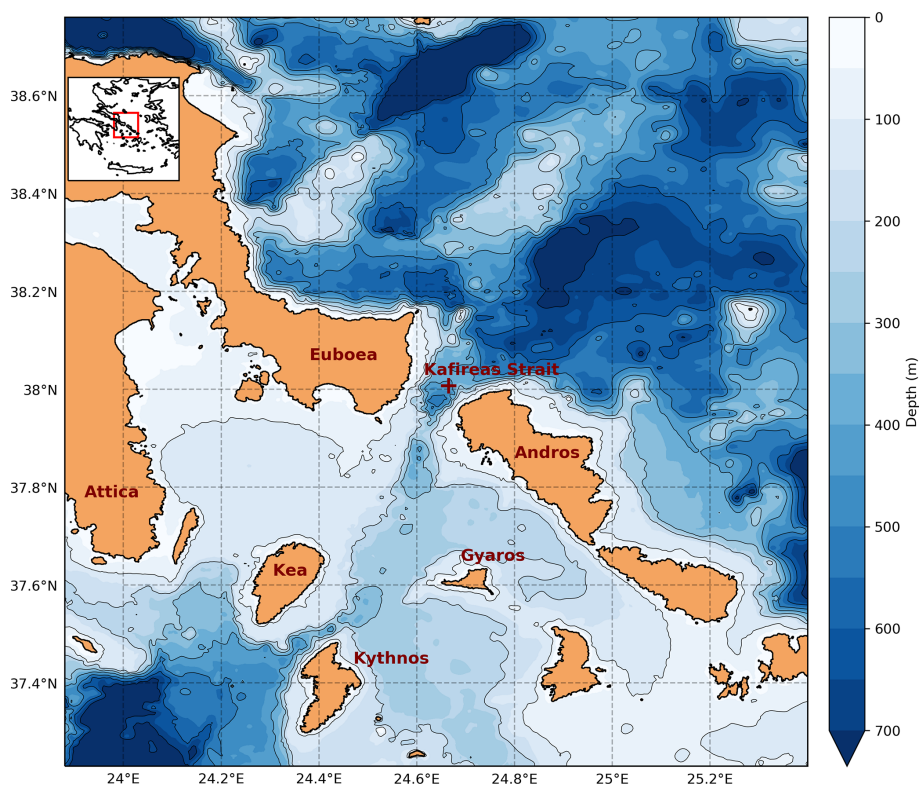 38.6°N
38.4°N
38.2°N
38°N
37.8°N
37.6°N
37.4°N
24°E
24.2°E
24.4°E
24.6°E
24.8°E
25°E
25.2°E
Euboea
Kafireas Strait
Andros
Attica
Gyaros
Kea
Kythnos
0
100
200
300
400
500
600
700
Depth (m)